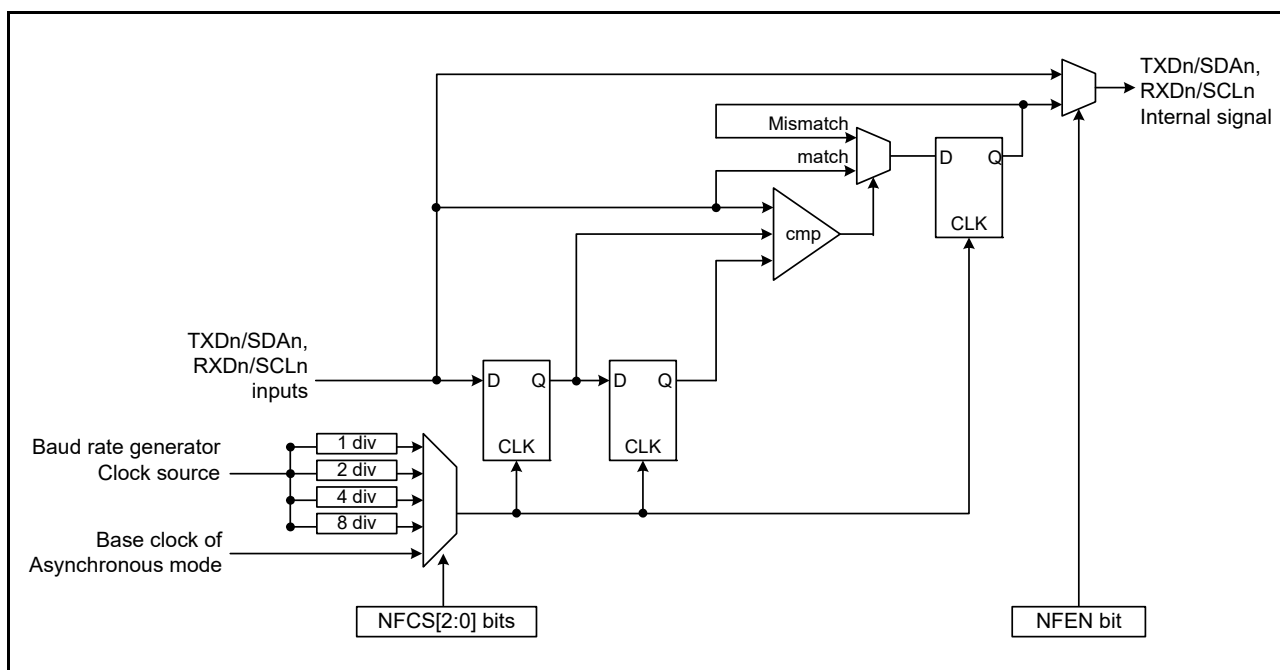 TXDn/SDAn,
RXDn/SCLn
Internal signal
Mismatch
match
D
Q
CLK
cmp
TXDn/SDAn,
RXDn/SCLn
inputs
D
Q
CLK
D
Q
CLK
Baud rate generator
Clock source
1 div
2 div
4 div
8 div
Base clock of
Asynchronous mode
NFCS[2:0] bits
NFEN bit